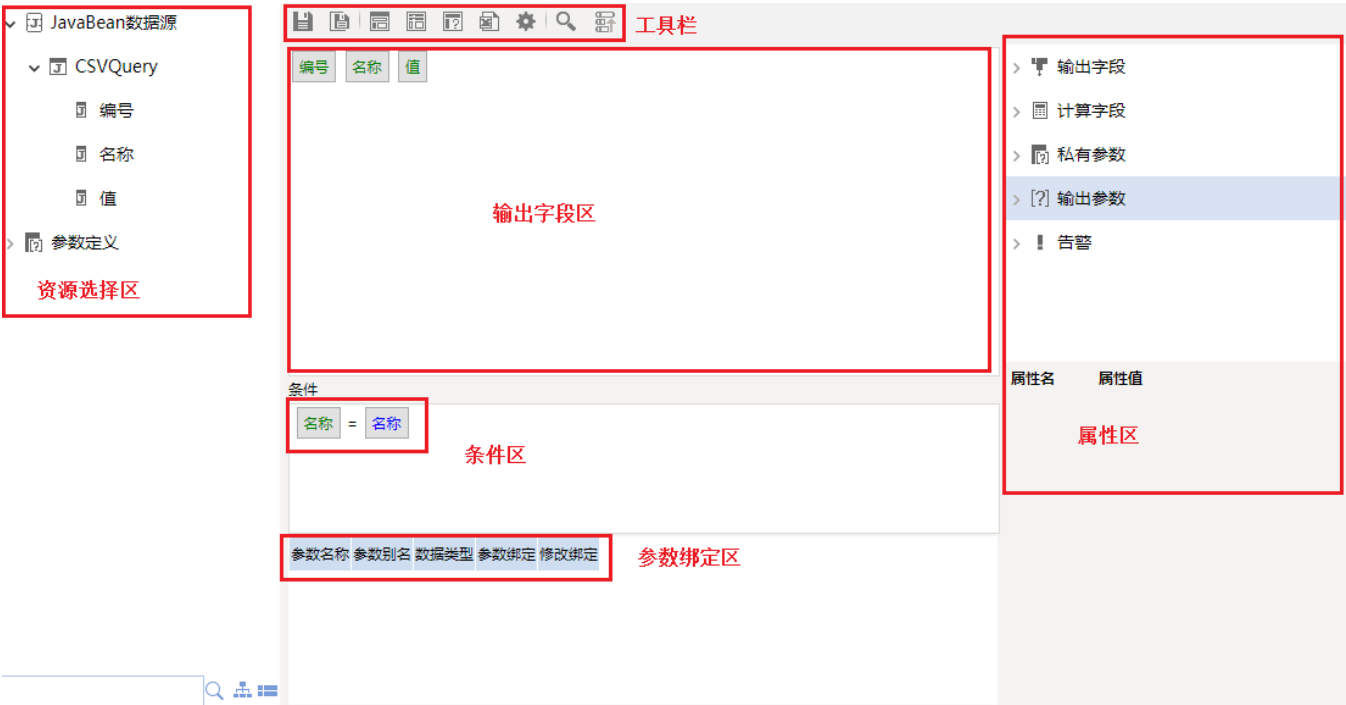 JavaBean数据源
CSVQuery
编号
名称
值
参数定义
资源选择区
工具栏
编号 名称 值
输出字段区
条件
名称 = 名称
条件区
参数名称 参数别名 数据类型 参数绑定 修改绑定
参数绑定区
输出字段
计算字段
私有参数
[?] 输出参数
告警
属性名 属性值
属性区